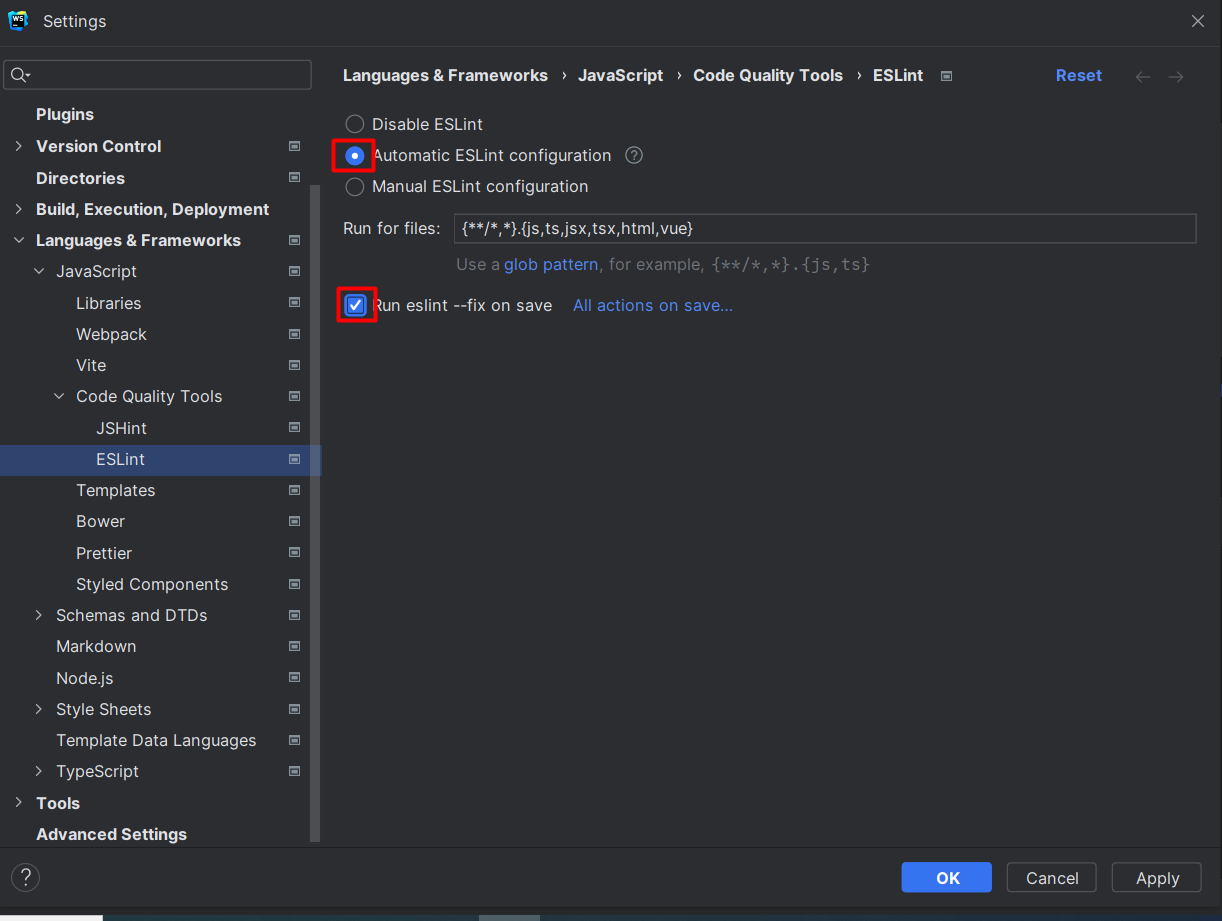 WS
Settings
Languages & Frameworks › JavaScript › Code Quality Tools › ESLint
Reset
Plugins
Version Control
Directories
Build, Execution, Deployment
Languages & Frameworks
JavaScript
Libraries
Webpack
Vite
Code Quality Tools
JSHint
ESLint
Templates
Bower
Prettier
Styled Components
Schemas and DTDs
Markdown
Node.js
Style Sheets
Template Data Languages
TypeScript
Tools
Advanced Settings
Disable ESLint
Automatic ESLint configuration ?
Manual ESLint configuration
Run for files: {**/*,*}.{js,ts,jsx,tsx,html,vue}
Use a glob pattern, for example, {**/*,*}.{js,ts}
Run eslint --fix on save All actions on save...
?
OK
Cancel
Apply